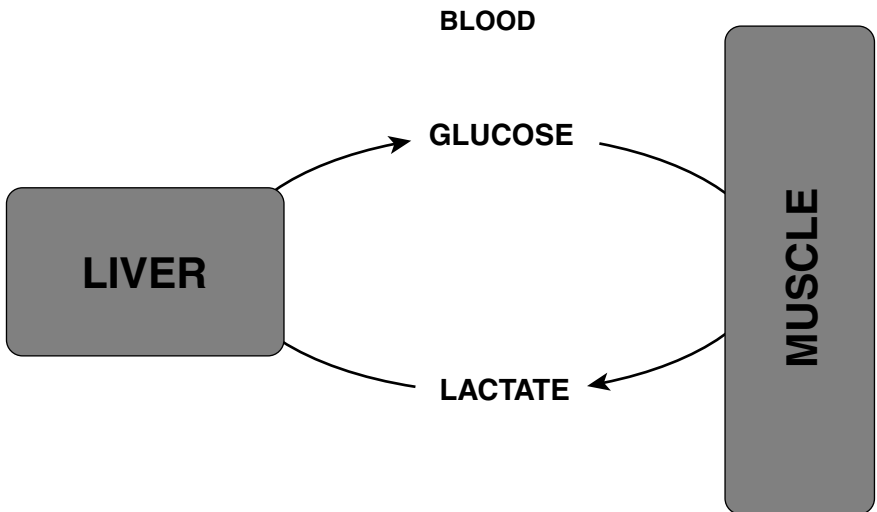 BLOOD
GLUCOSE
LIVER
MUSCLE
LACTATE